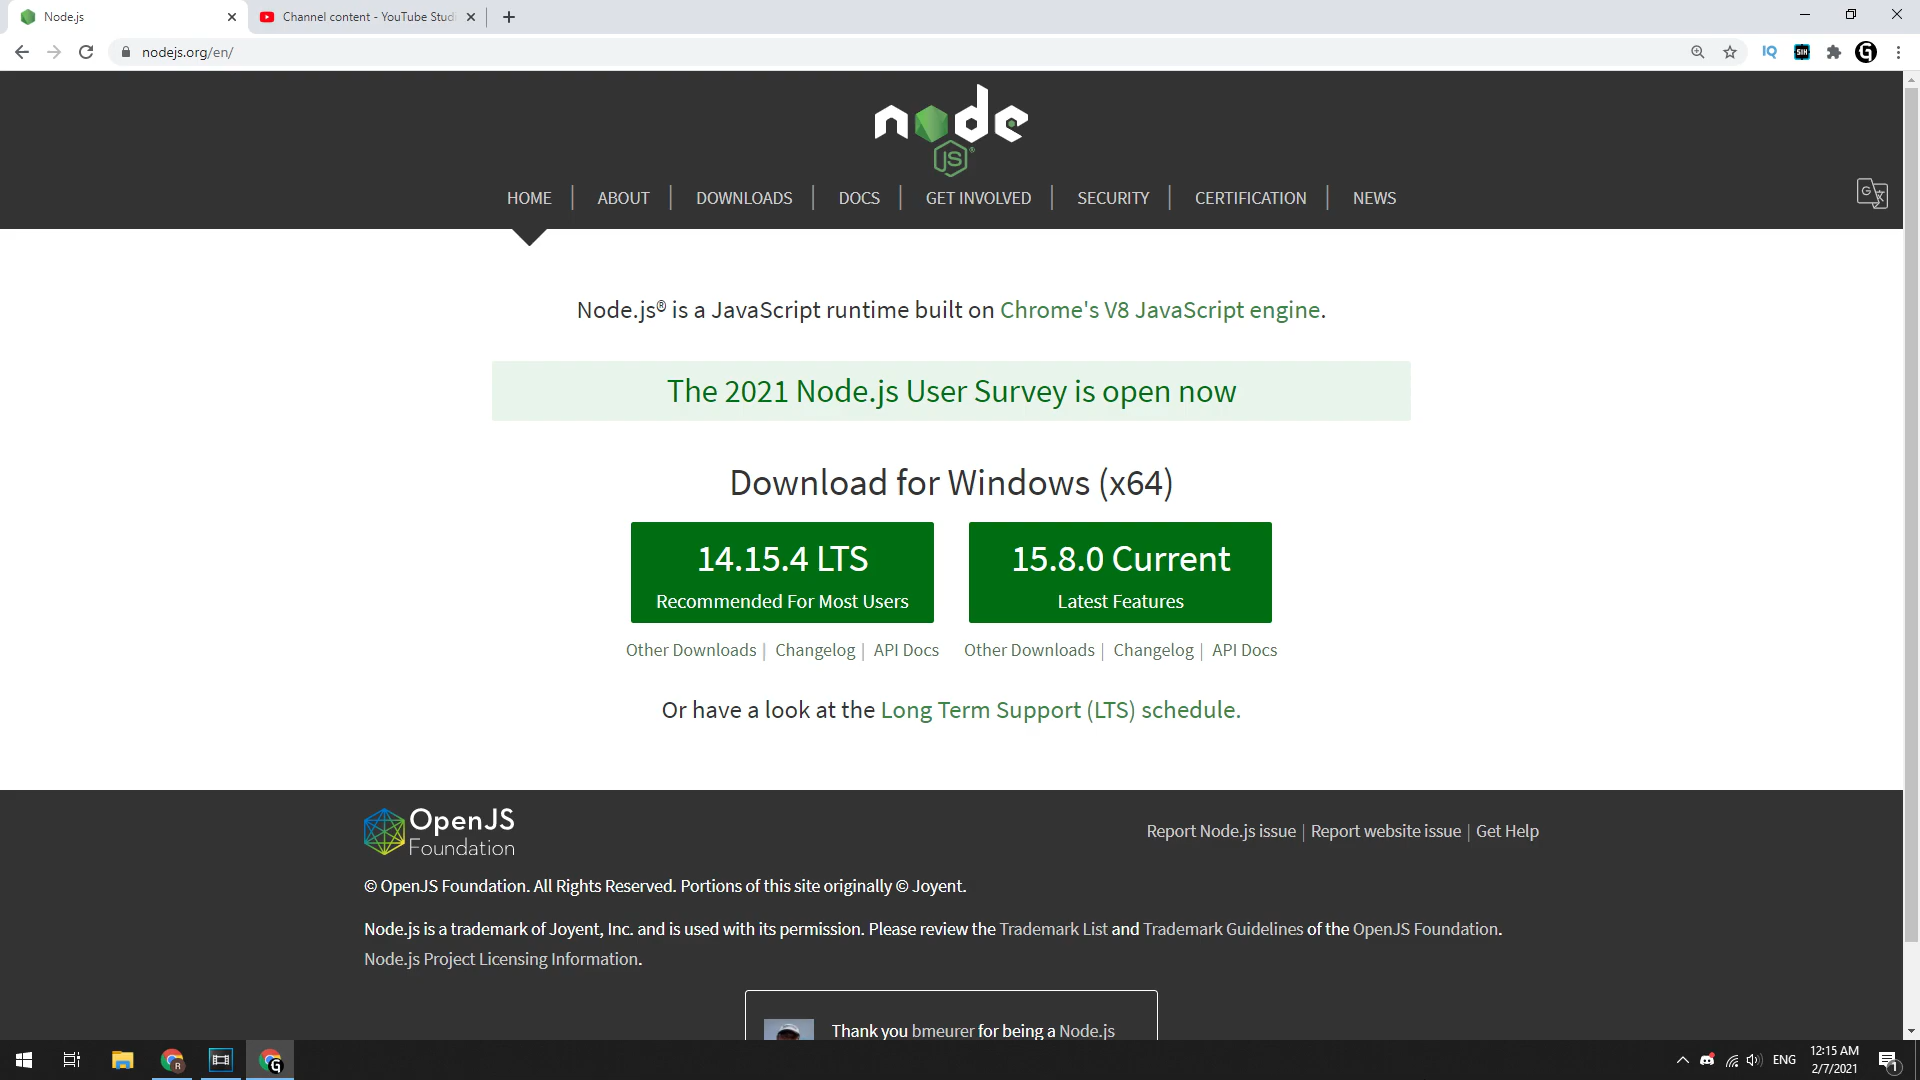 Node.js
Channel content - YouTube Studi
nodejs.org/en/
IQ
SIH
G
node
JS®
HOME | ABOUT | DOWNLOADS | DOCS | GET INVOLVED | SECURITY | CERTIFICATION | NEWS
Node.js® is a JavaScript runtime built on Chrome's V8 JavaScript engine.
The 2021 Node.js User Survey is open now
Download for Windows (x64)
14.15.4 LTS
Recommended For Most Users
15.8.0 Current
Latest Features
Other Downloads | Changelog | API Docs
Other Downloads | Changelog | API Docs
Or have a look at the Long Term Support (LTS) schedule.
OpenJS
Foundation
Report Node.js issue | Report website issue | Get Help
© OpenJS Foundation. All Rights Reserved. Portions of this site originally © Joyent.
Node.js is a trademark of Joyent, Inc. and is used with its permission. Please review the Trademark List and Trademark Guidelines of the OpenJS Foundation.
Node.js Project Licensing Information.
Thank you bmeurer for being a Node.js
R
G
ENG
12:15 AM
2/7/2021
1